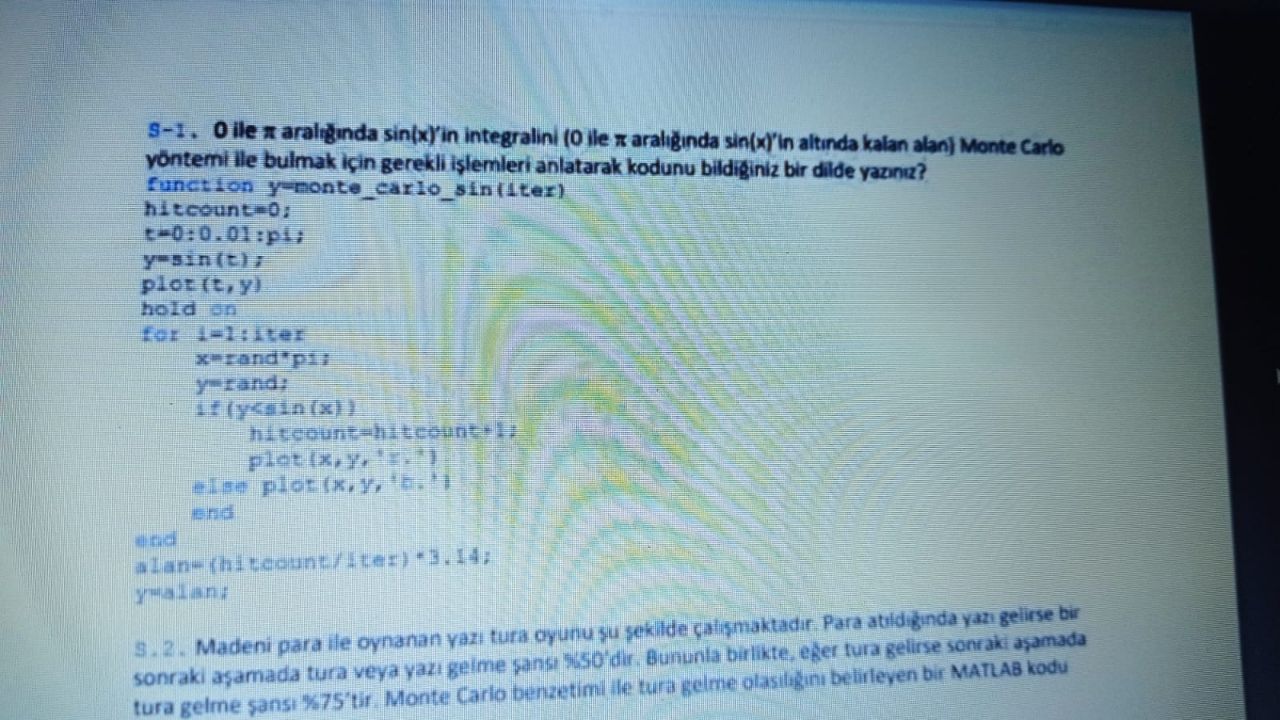 S-1. 0 ile π aralığında sin(x)'in integralini (0 ile π aralığında sin(x)'in altında kalan alan) Monte Carlo
yöntemi ile bulmak için gerekli işlemleri anlatarak kodunu bildiğiniz bir dilde yazınız?
function y=monte_carlo_sin(iter)
hitcount=0;
t=0:0.01:pi;
y=sin(t);
plot(t,y)
hold on
for i=1:iter
x=rand*pi;
y=rand;
if(y<sin(x))
hitcount=hitcount+1;
plot(x,y,'r.')
else plot(x,y,'b.')
end
end
alan=(hitcount/iter)*3.14;
y=alan;
S.2. Madeni para ile oynanan yazı tura oyunu şu şekilde çalışmaktadır. Para atıldığında yazı gelirse bir
sonraki aşamada tura veya yazı gelme şansı %50'dir. Bununla birlikte, eğer tura gelirse sonraki aşamada
tura gelme şansı %75'tir. Monte Carlo benzetimi ile tura gelme olasılığını belirleyen bir MATLAB kodu